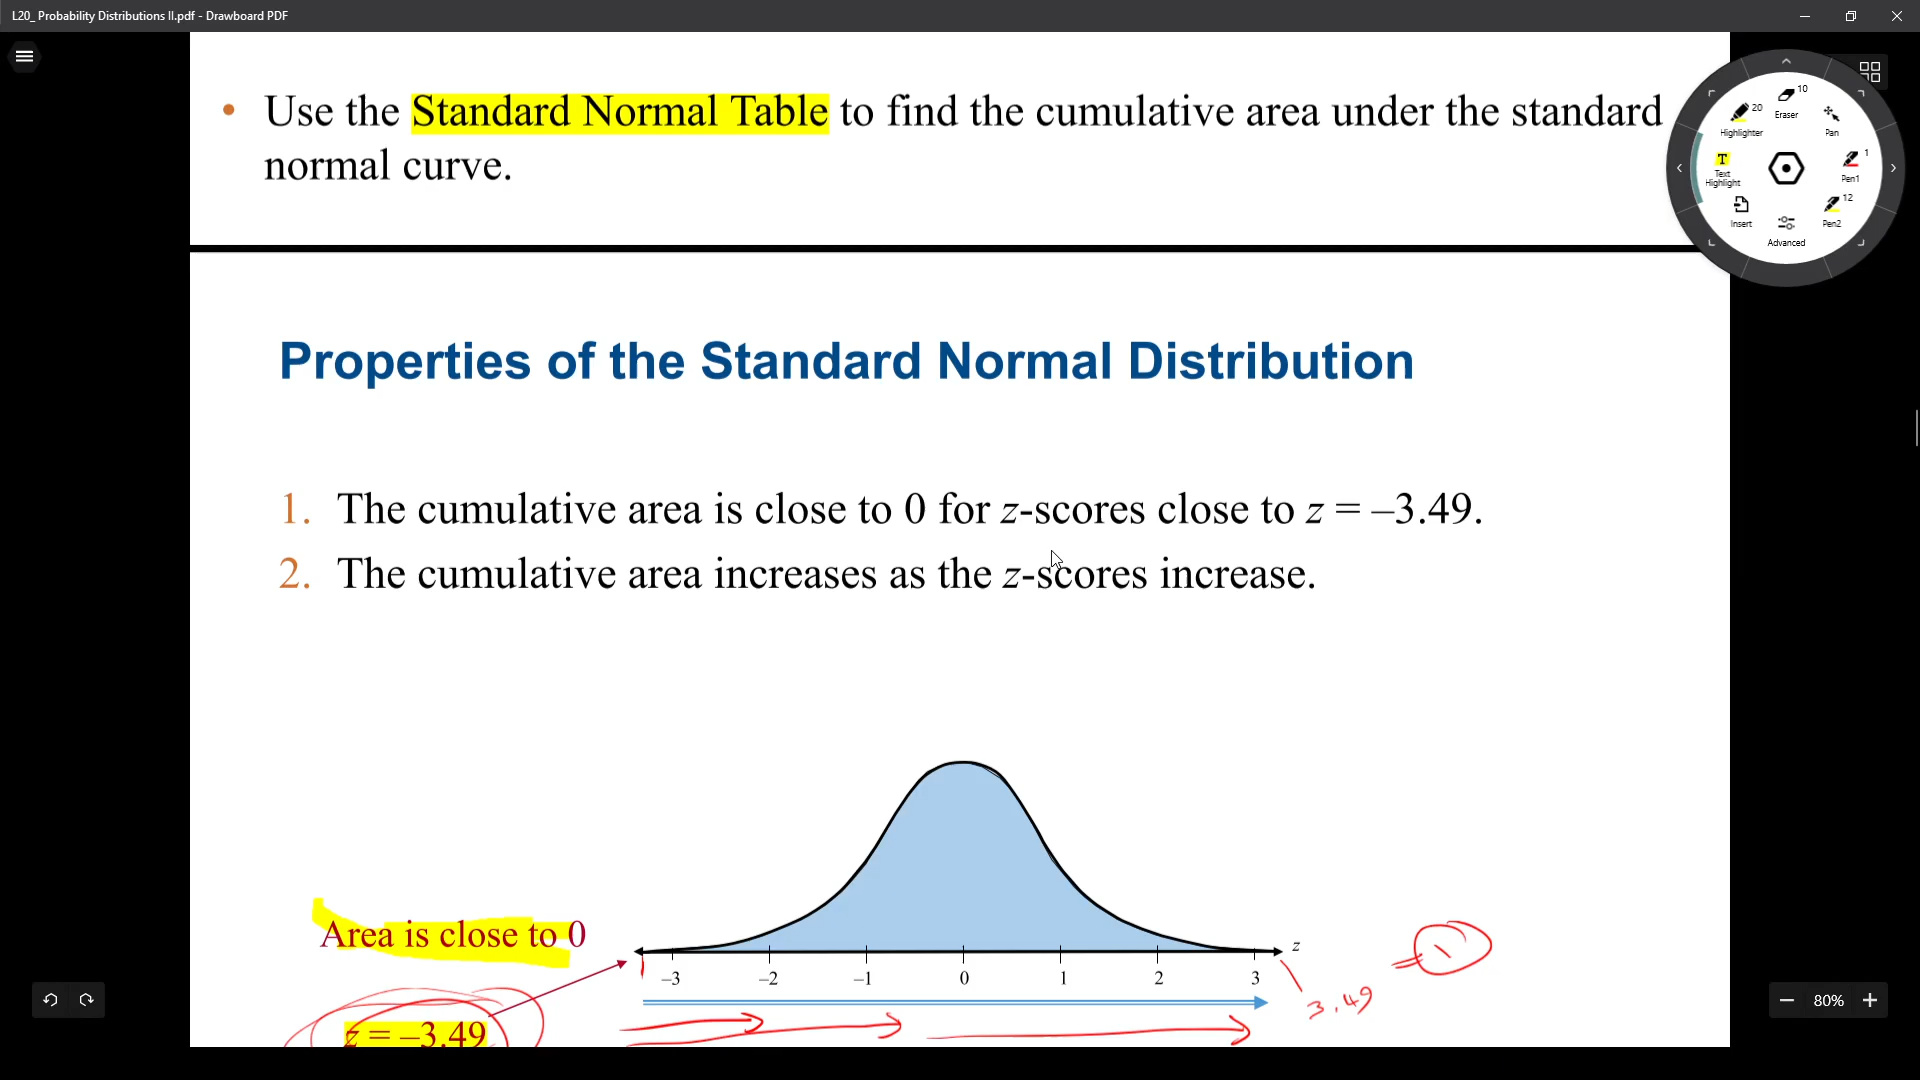 L20_ Probability Distributions II.pdf - Drawboard PDF
• Use the Standard Normal Table to find the cumulative area under the standard
normal curve.
20
Highlighter
10
Eraser
Pan
T
Text
Highlight
1
Pen1
Insert
Advanced
12
Pen2
Properties of the Standard Normal Distribution
1. The cumulative area is close to 0 for z-scores close to z = –3.49.
2. The cumulative area increases as the z-scores increase.
Area is close to 0
z
= 1
–3 –2 –1 0 1 2 3
3.49
z = –3.49
80%